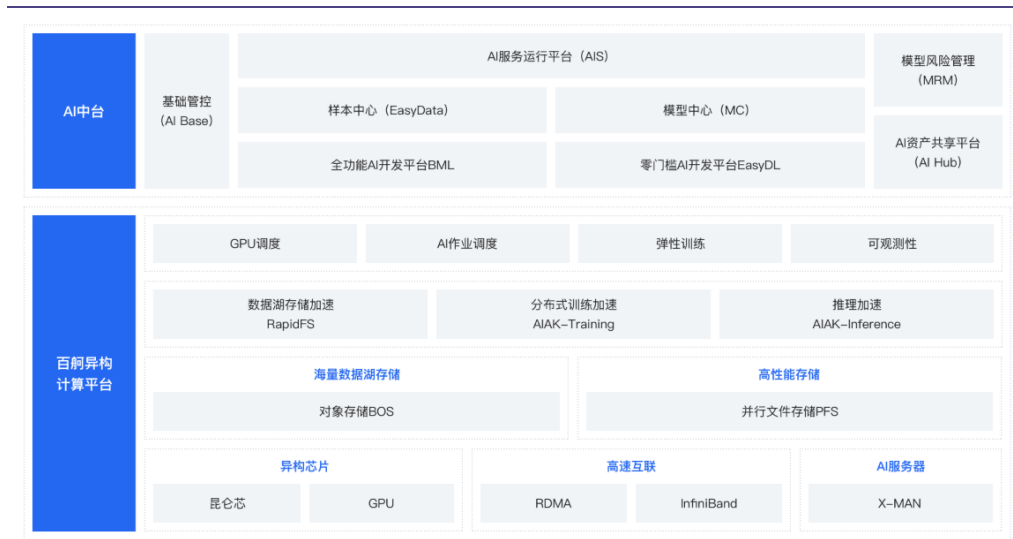 AI中台
基础管控
（AI Base）
AI服务运行平台（AIS）
样本中心（EasyData）
模型中心（MC）
全功能AI开发平台BML
零门槛AI开发平台EasyDL
模型风险管理
（MRM）
AI资产共享平台
（AI Hub）
百舸异构
计算平台
GPU调度
AI作业调度
弹性训练
可观测性
数据湖存储加速
RapidFS
分布式训练加速
AIAK-Training
推理加速
AIAK-Inference
海量数据湖存储
对象存储BOS
高性能存储
并行文件存储PFS
异构芯片
昆仑芯
GPU
高速互联
RDMA
InfiniBand
AI服务器
X-MAN